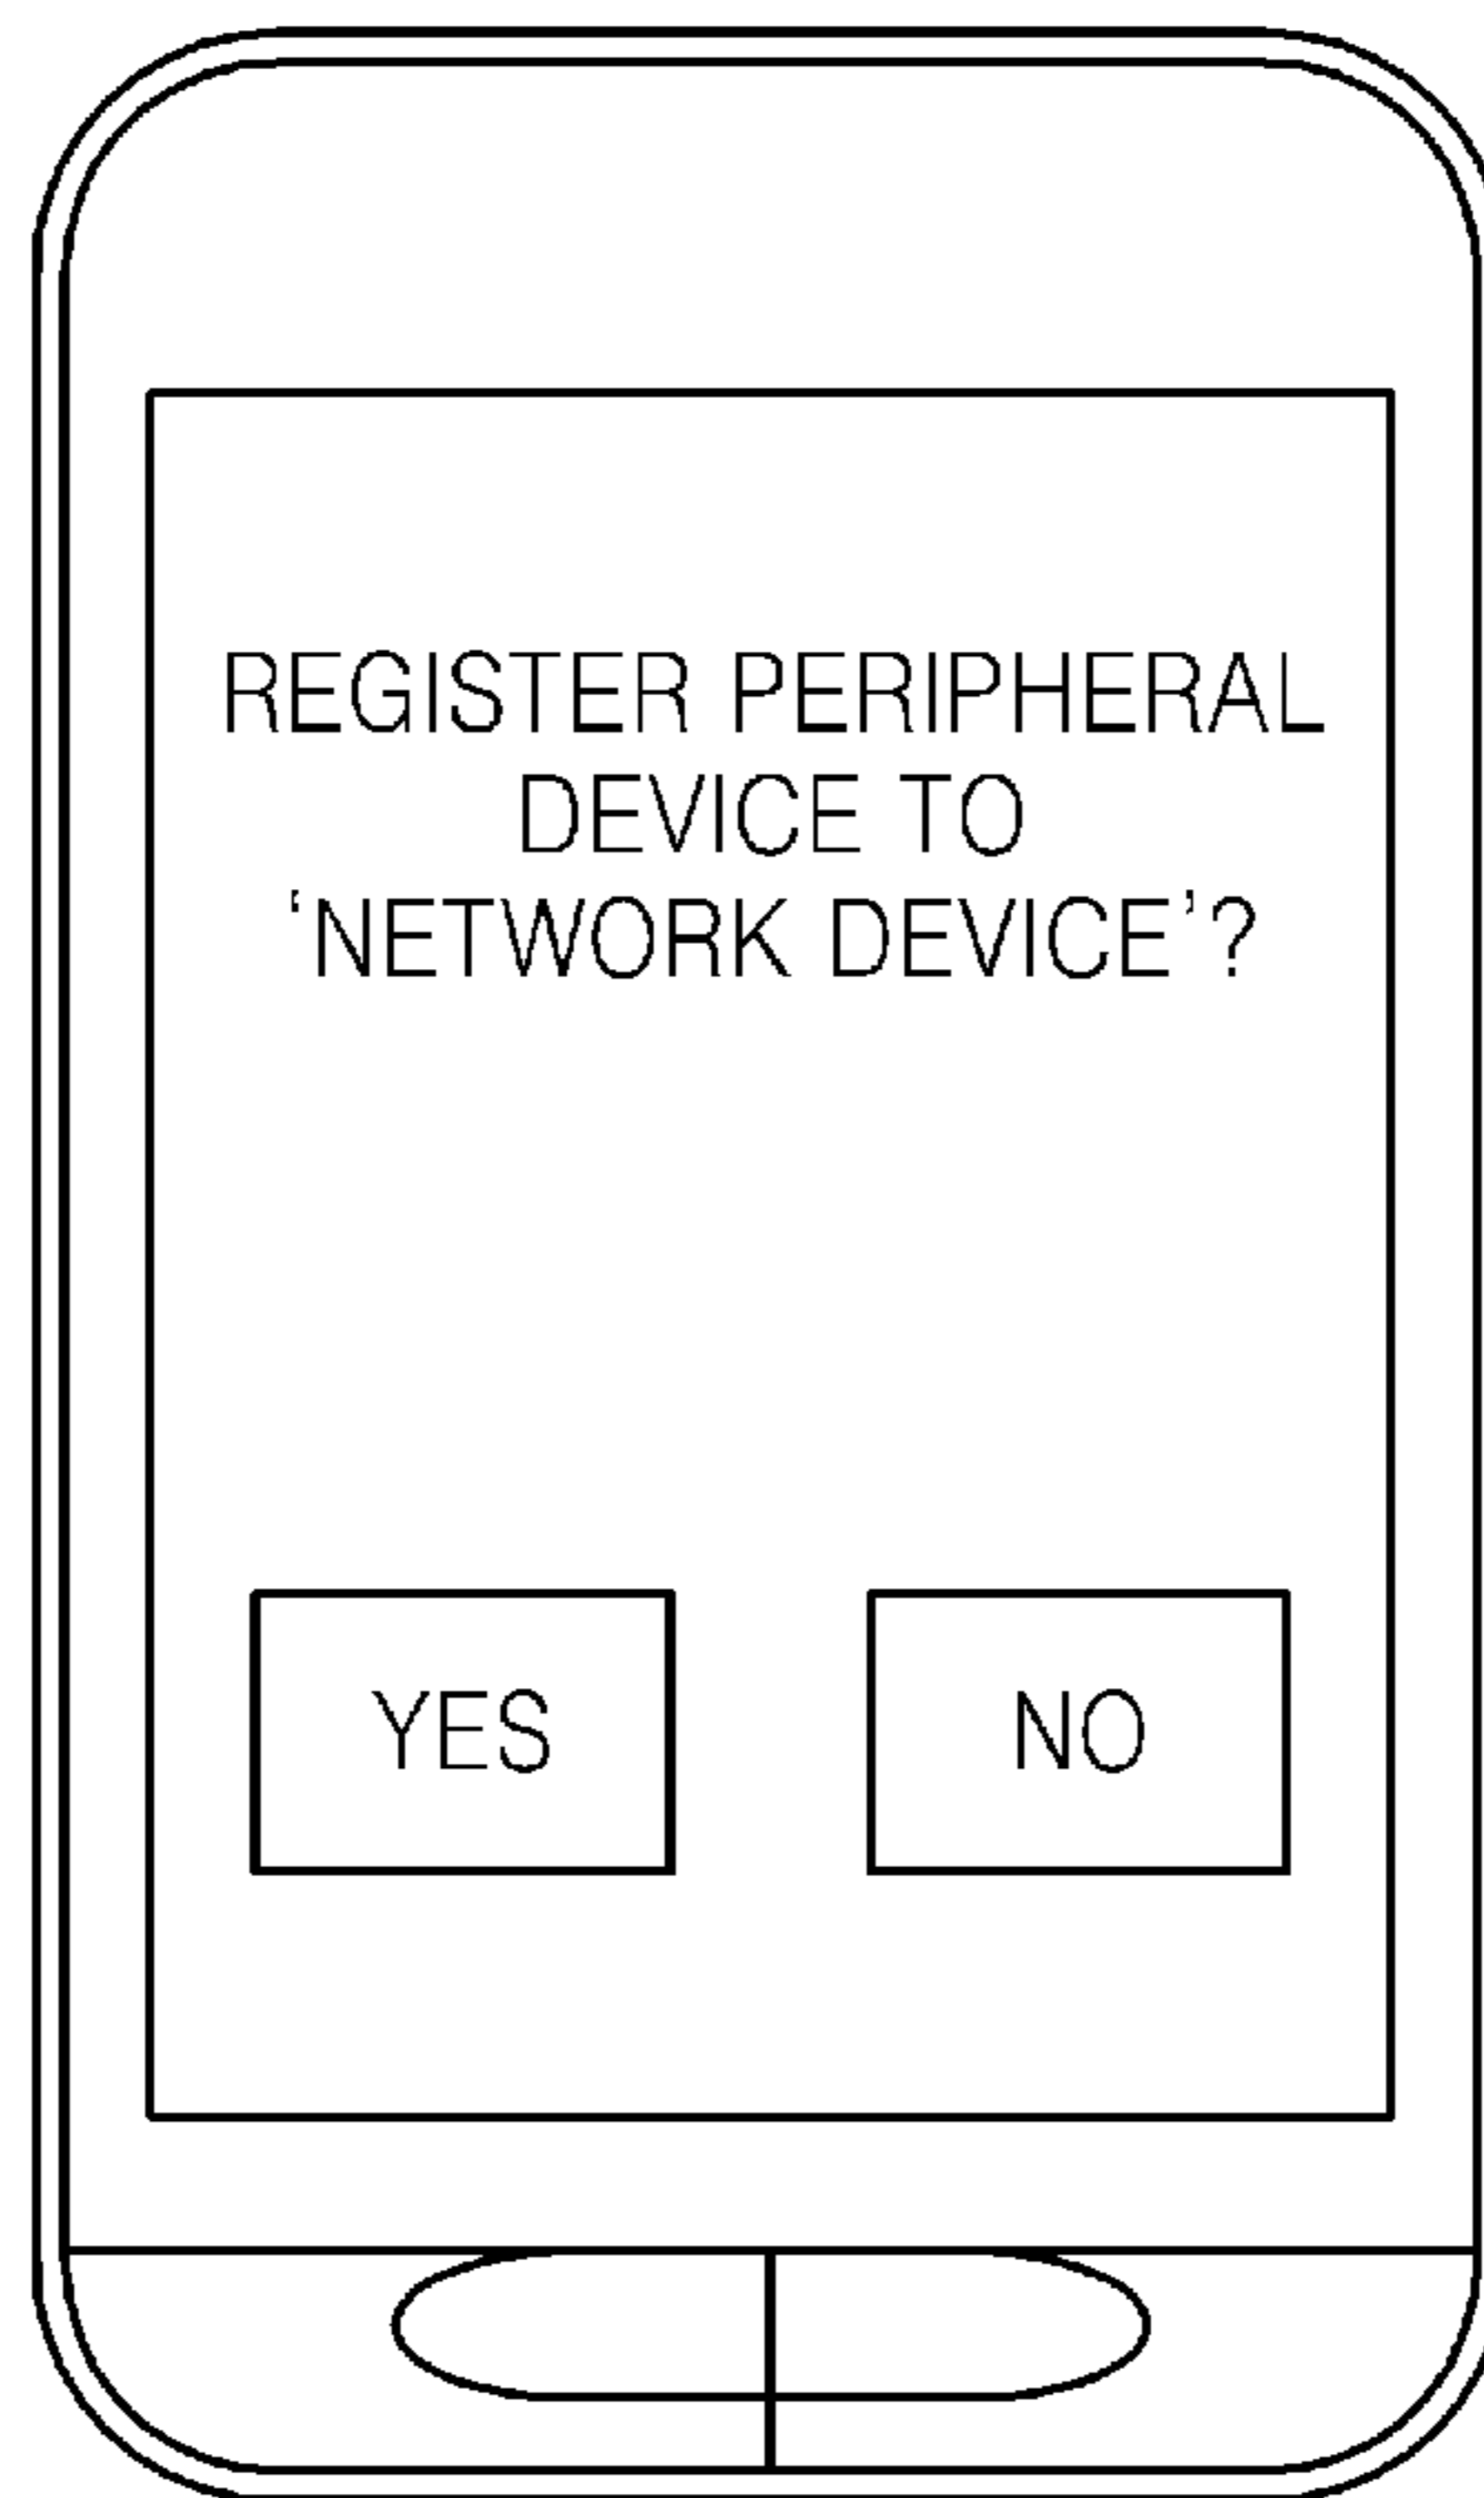 REGISTER PERIPHERAL
DEVICE TO
‘NETWORK DEVICE’?
YES
NO